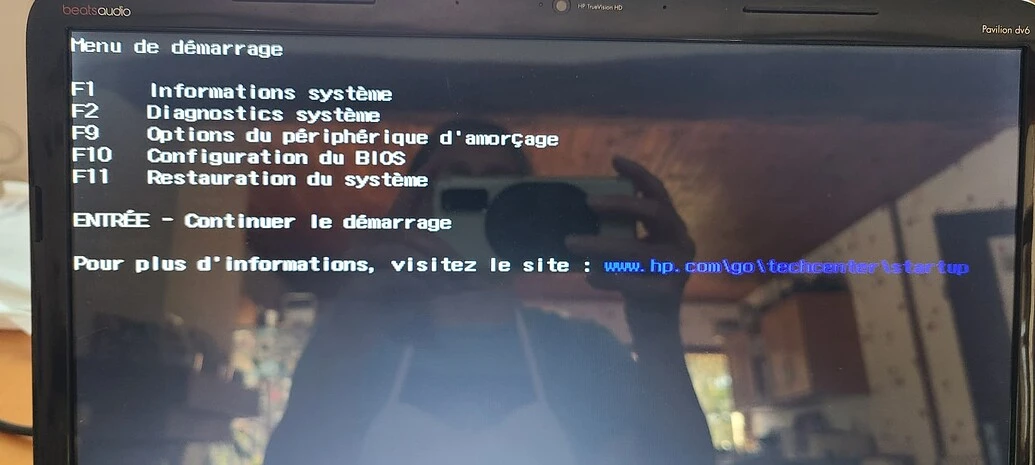 beatsaudio
HP TrueVision HD
Pavilion dv6
Menu de démarrage
F1 Informations système
F2 Diagnostics système
F9 Options du périphérique d'amorçage
F10 Configuration du BIOS
F11 Restauration du système
ENTRÉE - Continuer le démarrage
Pour plus d'informations, visitez le site : www.hp.com\go\techcenter\startup